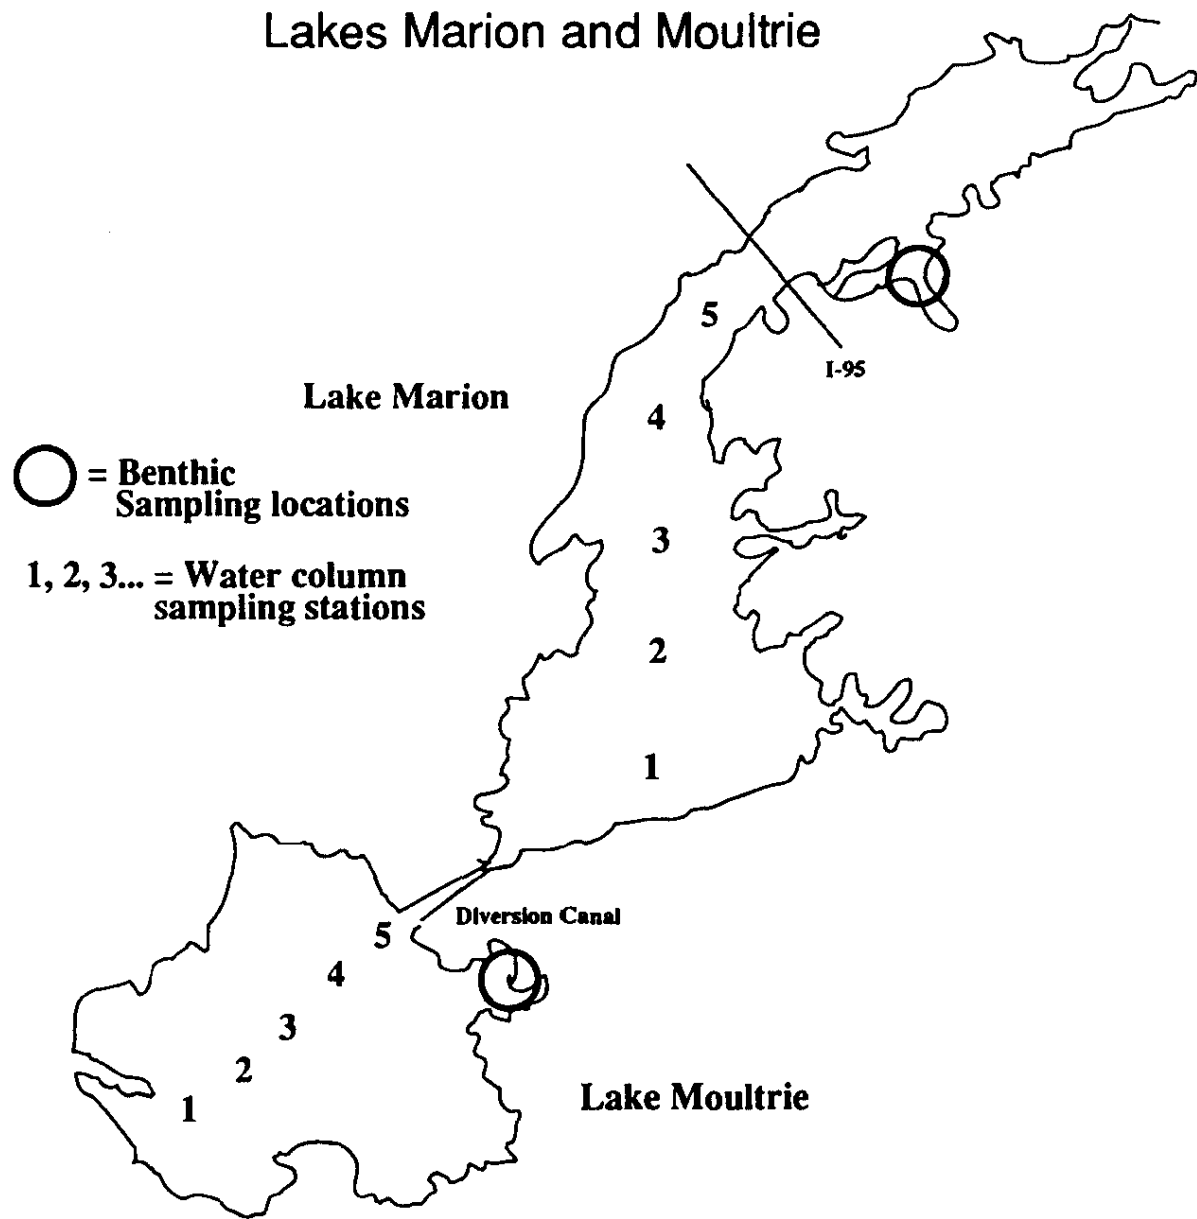 Lakes Marion and Moultrie
5
I-95
Lake Marion
4
= Benthic
Sampling locations
3
1, 2, 3... = Water column
sampling stations
2
1
Diversion Canal
5
4
3
2
Lake Moultrie
1